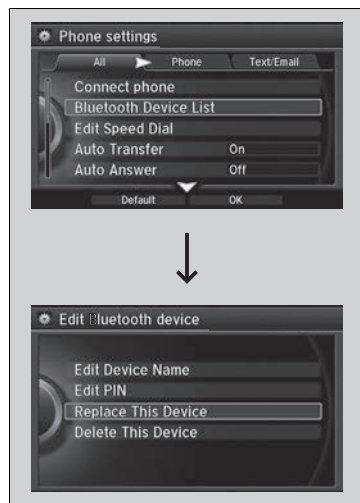 Phone settings
All Phone Text/Email
Connect phone
Bluetooth Device List
Edit Speed Dial
Auto Transfer On
Auto Answer Off
Default OK
Edit Bluetooth device
Edit Device Name
Edit PIN
Replace This Device
Delete This Device